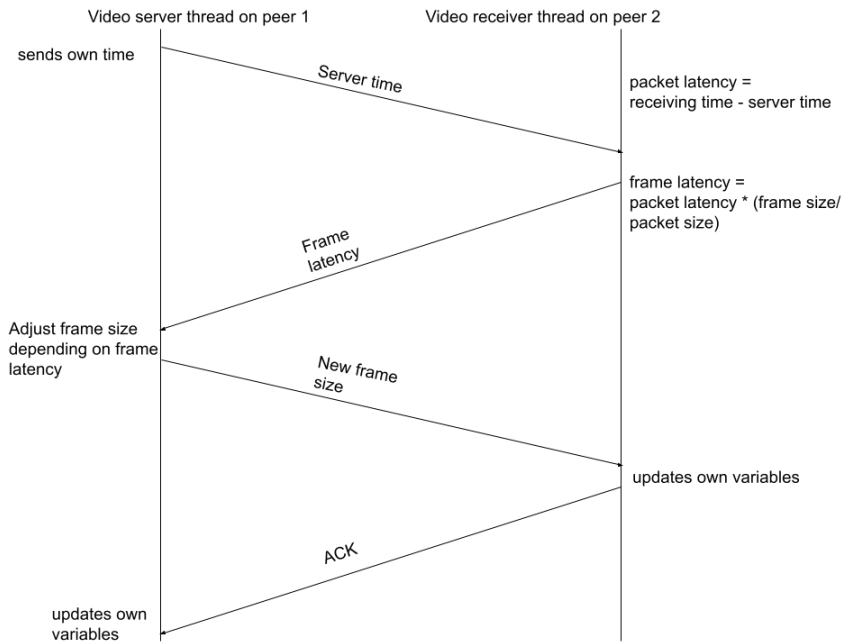 Video server thread on peer 1
Video receiver thread on peer 2
sends own time
Server time
packet latency =
receiving time - server time
frame latency =
packet latency * (frame size/
packet size)
Frame
latency
Adjust frame size
depending on frame
latency
New frame
size
updates own variables
ACK
updates own
variables